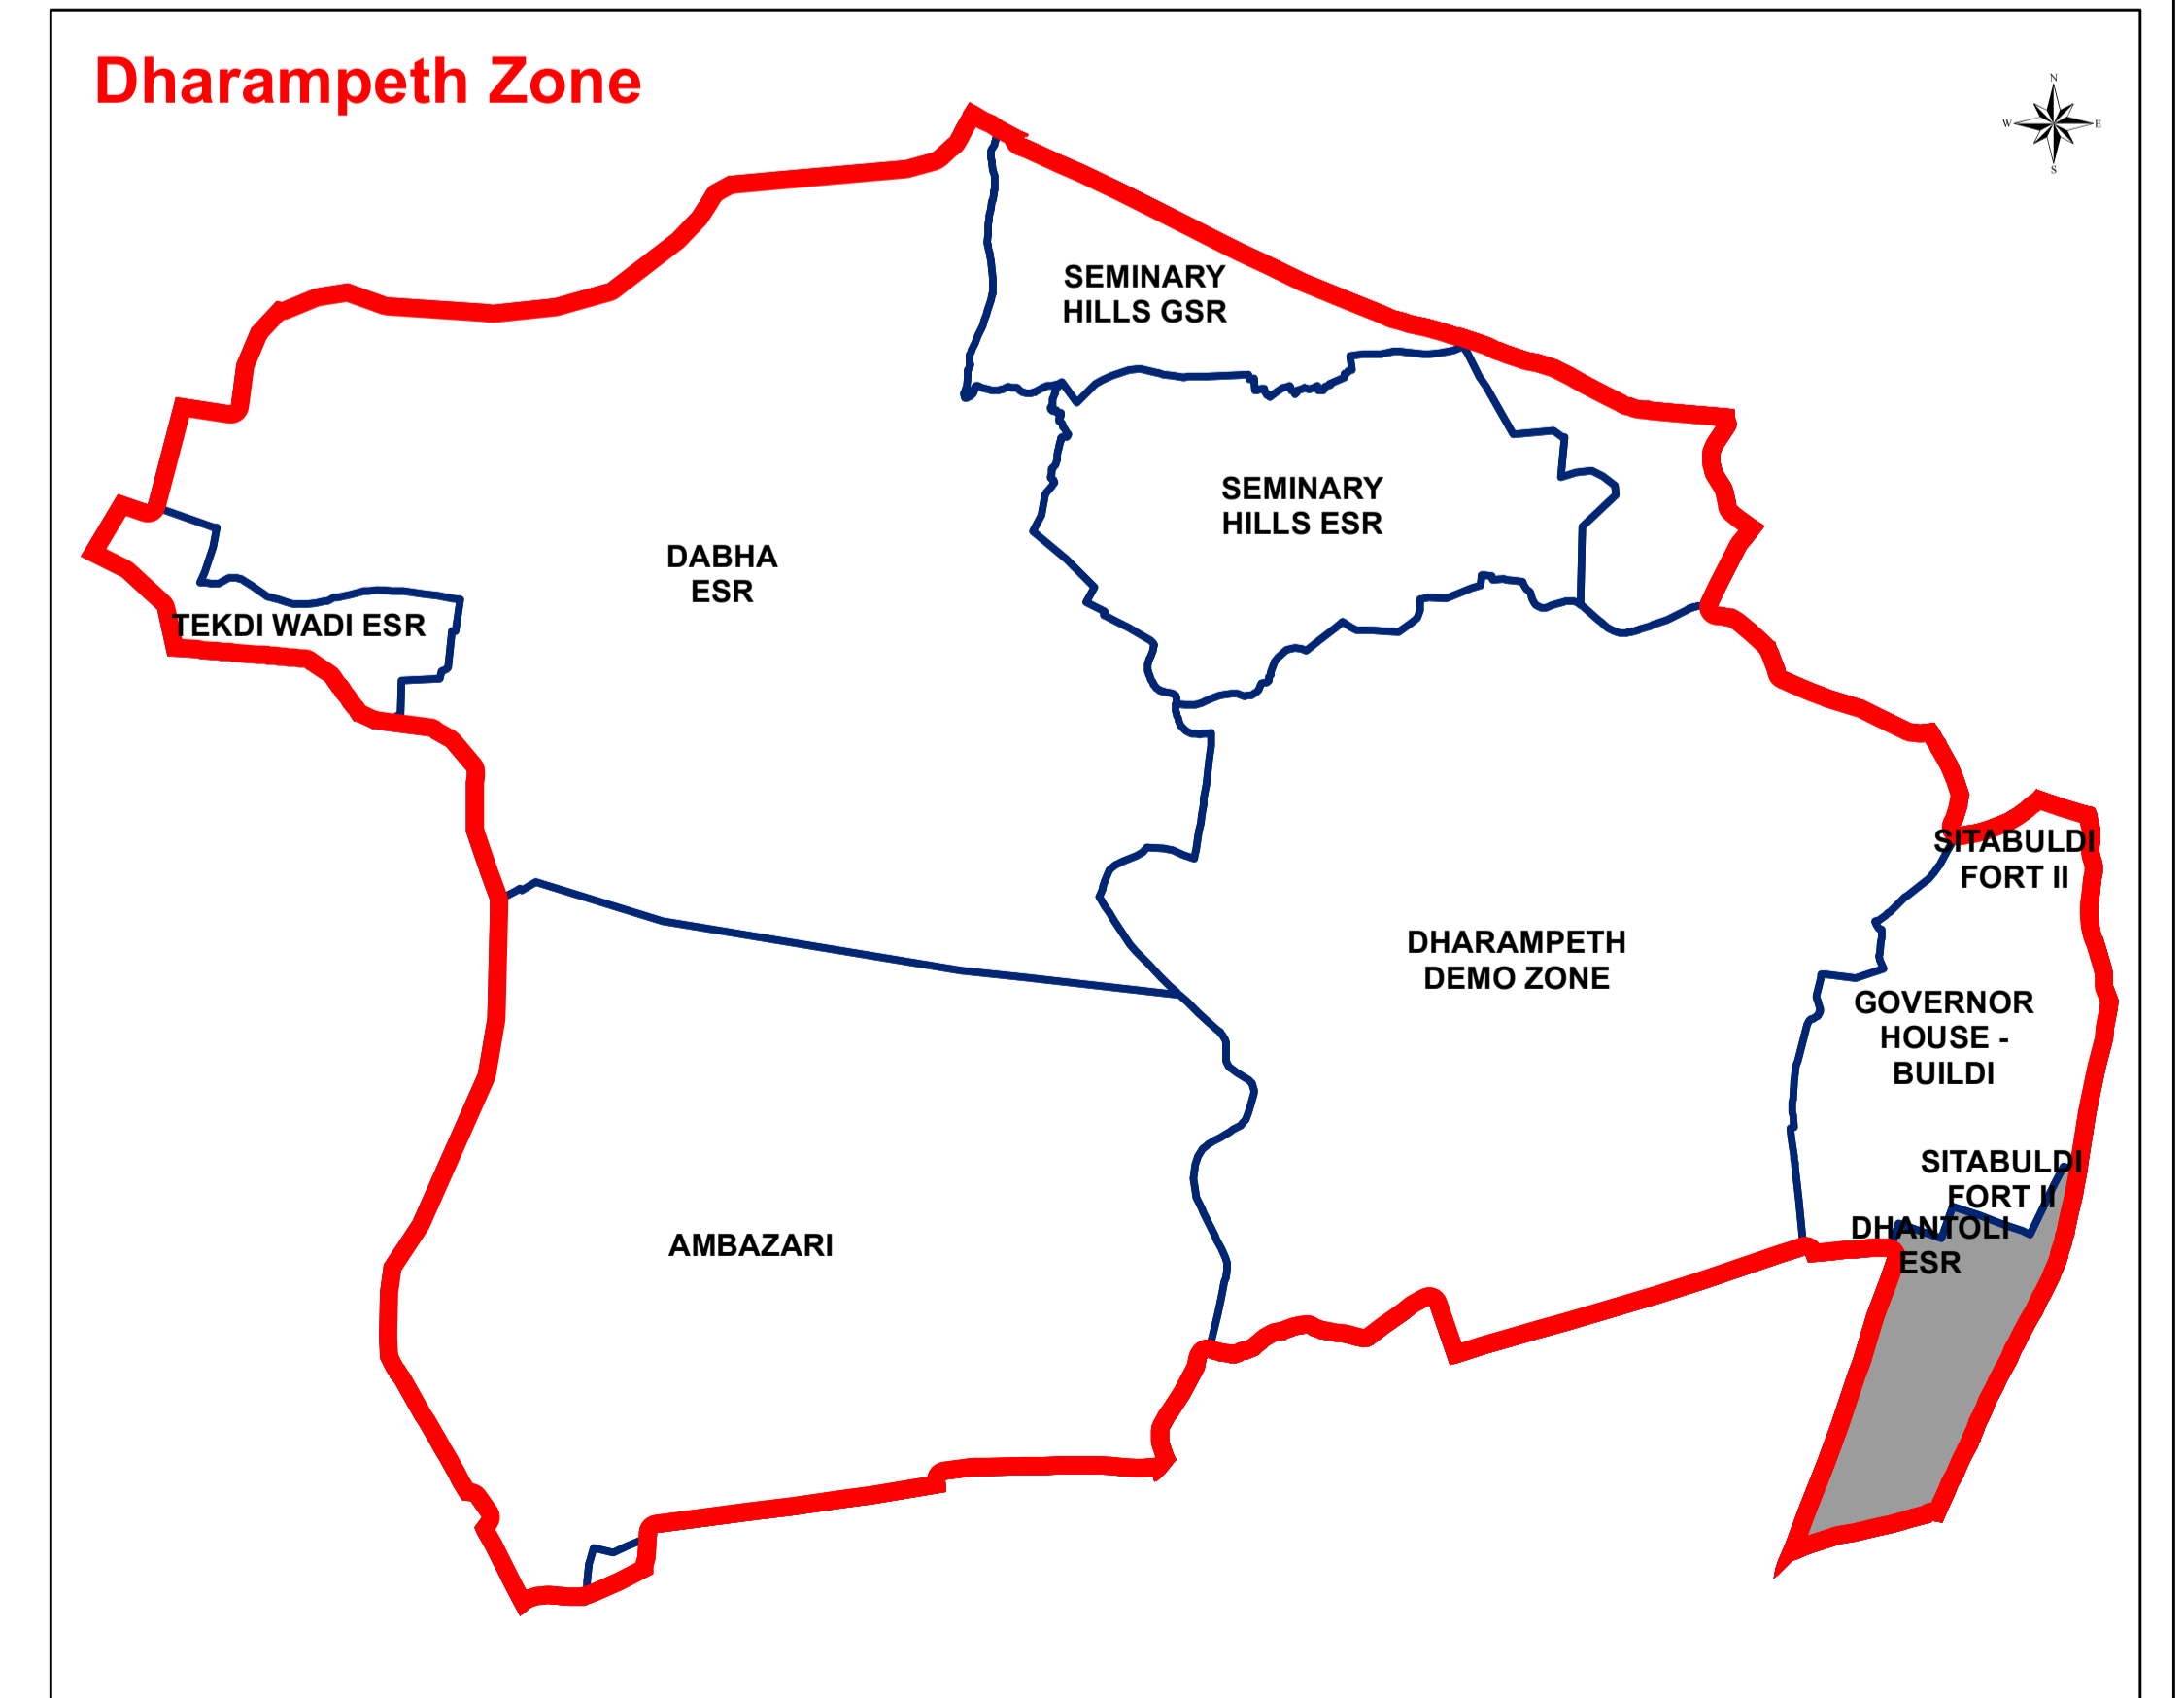 Dharampeth Zone
N
W
E
S
SEMINARY
HILLS GSR
SEMINARY
HILLS ESR
DABHA
ESR
TEKDI WADI ESR
SITABULDI
FORT II
DHARAMPETH
DEMO ZONE
GOVERNOR
HOUSE -
BUILDI
SITABULDI
FORT II
DHANTOLI
ESR
AMBAZARI